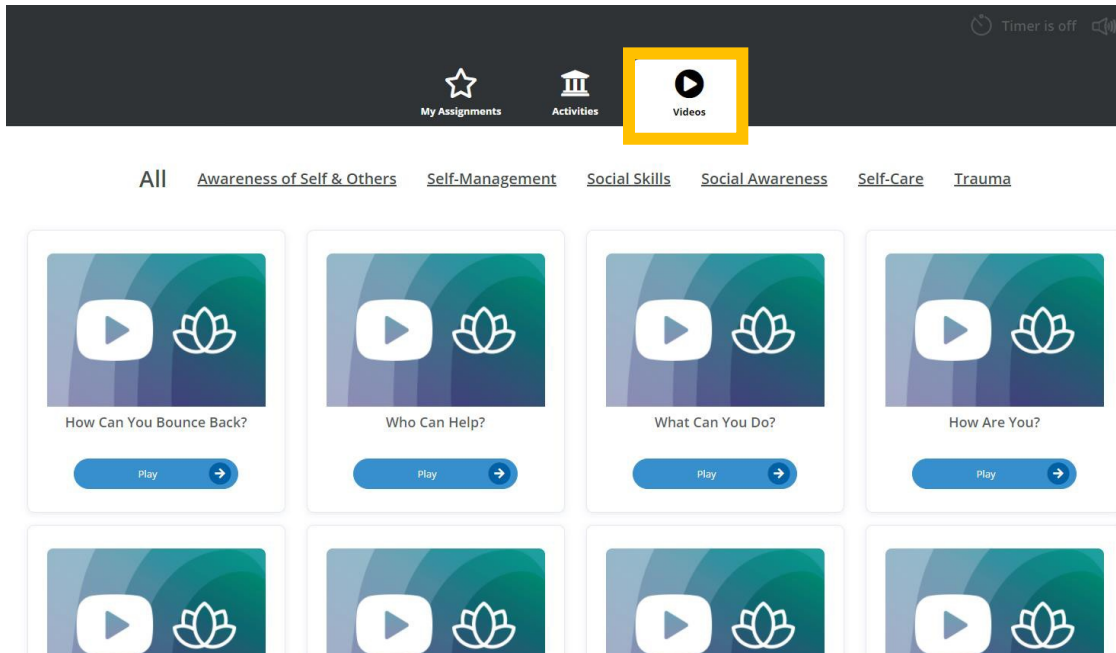 Timer is off
My Assignments Activities Videos
All Awareness of Self & Others Self-Management Social Skills Social Awareness Self-Care Trauma
How Can You Bounce Back? Who Can Help? What Can You Do? How Are You?
Play Play Play Play